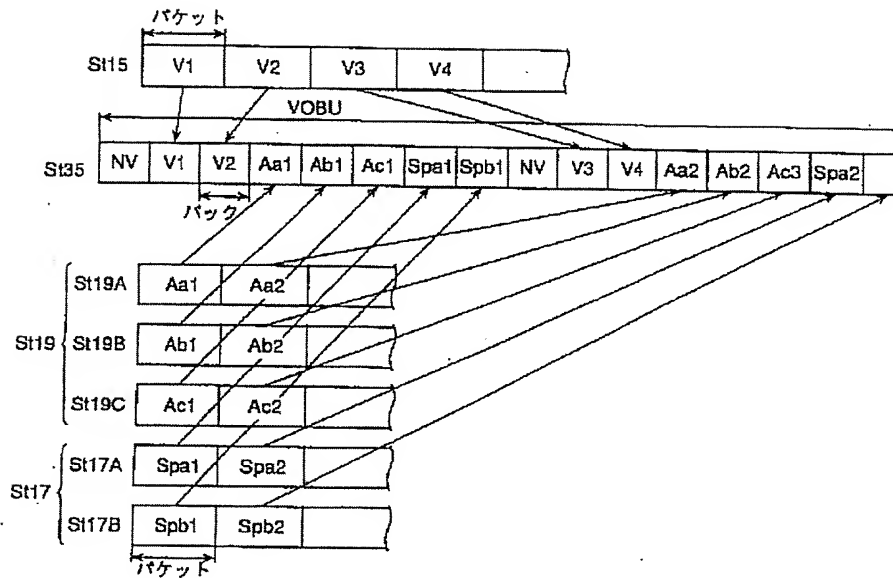 パケット
St15 V1 V2 V3 V4
VOBU
St35 NV V1 V2 Aa1 Ab1 Ac1 Spa1 Spb1 NV V3 V4 Aa2 Ab2 Ac3 Spa2
パック
St19A Aa1 Aa2
St19 St19B Ab1 Ab2
St19C Ac1 Ac2
St17A Spa1 Spa2
St17
St17B Spb1 Spb2
パケット